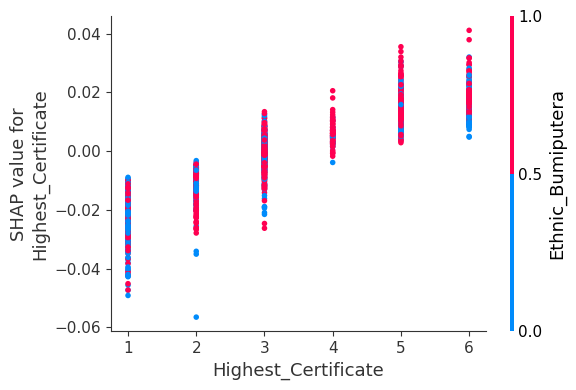 0.04
0.02
0.00
−0.02
−0.04
−0.06
SHAP value for
Highest_Certificate
1 2 3 4 5 6
Highest_Certificate
1.0
0.5
0.0
Ethnic_Bumiputera